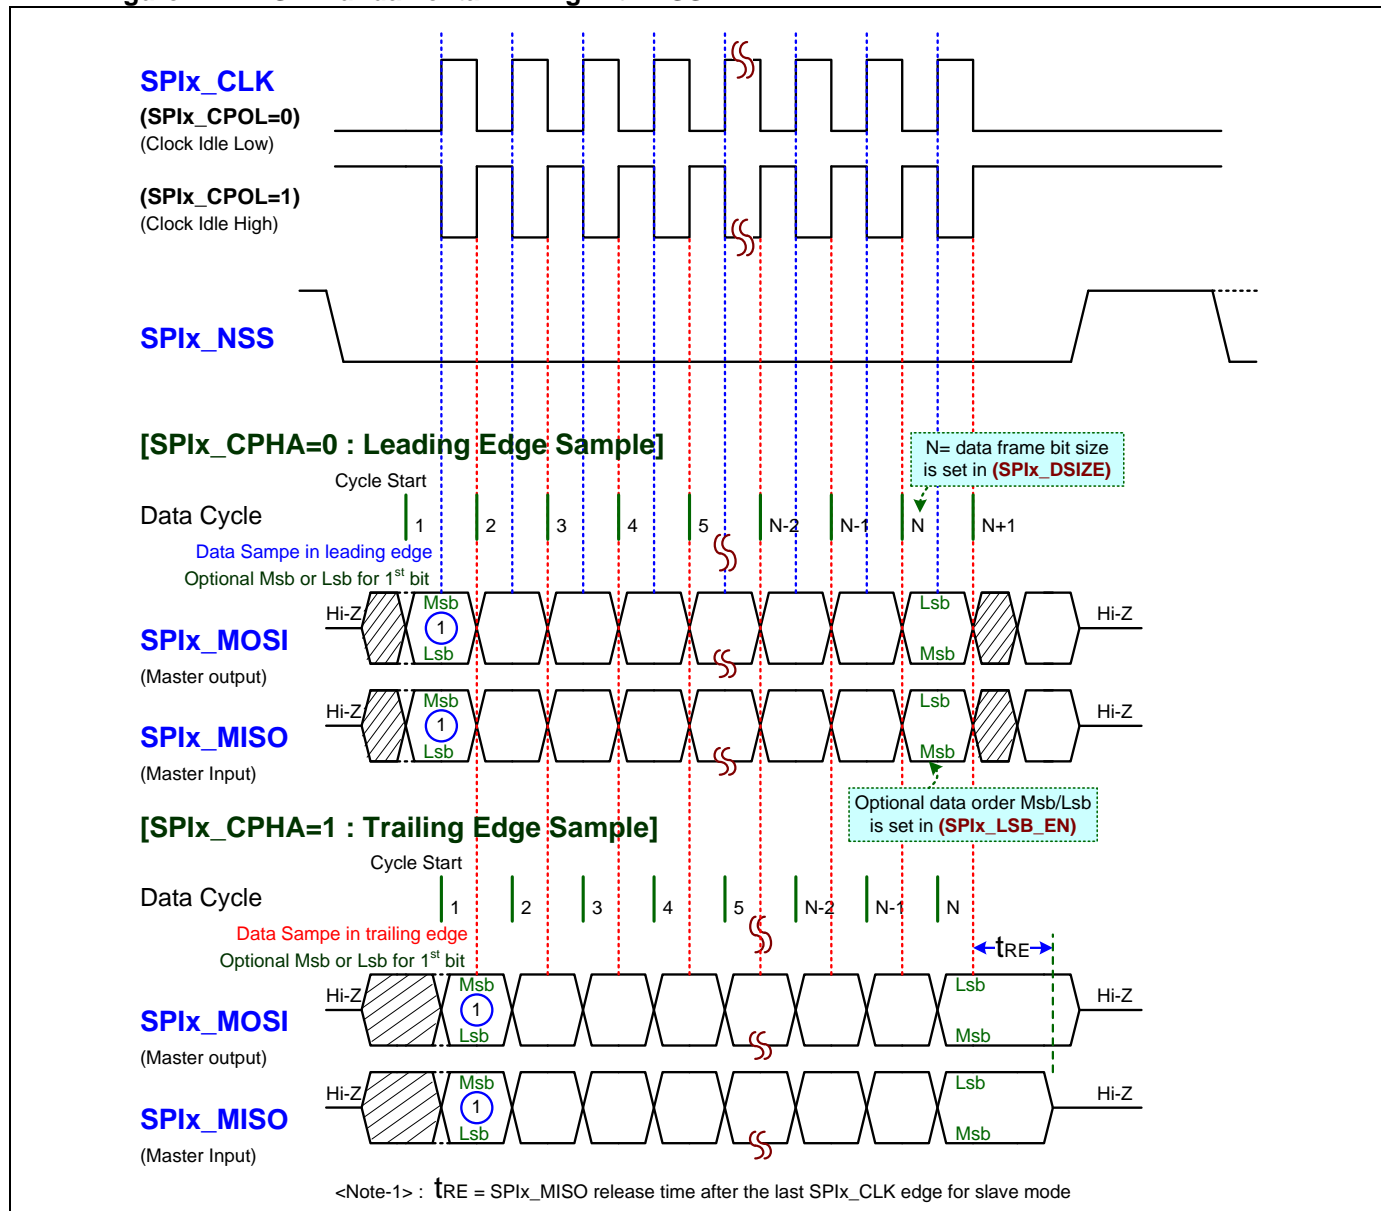 SPIx_CLK
(SPIx_CPOL=0)
(Clock Idle Low)
(SPIx_CPOL=1)
(Clock Idle High)
SPIx_NSS
[SPIx_CPHA=0 : Leading Edge Sample]
N= data frame bit size
is set in (SPIx_DSIZE)
Cycle Start
Data Cycle
1 2 3 4 5 N-2 N-1 N N+1
Data Sampe in leading edge
Optional Msb or Lsb for 1st bit
Hi-Z Msb Lsb Hi-Z
SPIx_MOSI
1
Lsb Msb
(Master output)
Hi-Z Msb Lsb Hi-Z
SPIx_MISO
1
Lsb Msb
(Master Input)
Optional data order Msb/Lsb
is set in (SPIx_LSB_EN)
[SPIx_CPHA=1 : Trailing Edge Sample]
Cycle Start
Data Cycle
1 2 3 4 5 N-2 N-1 N
Data Sampe in trailing edge
tRE
Optional Msb or Lsb for 1st bit
Hi-Z Msb Lsb Hi-Z
SPIx_MOSI
1
Lsb Msb
(Master output)
Hi-Z Msb Lsb Hi-Z
SPIx_MISO
1
Lsb Msb
(Master Input)
<Note-1> : tRE = SPIx_MISO release time after the last SPIx_CLK edge for slave mode